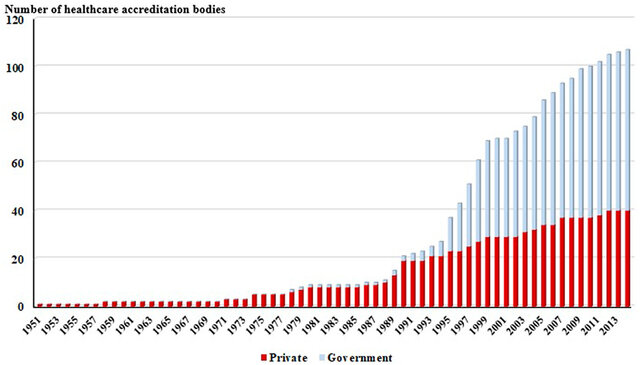 Number of healthcare accreditation bodies
120
100
80
60
40
20
0
1951 1953 1955 1957 1959 1961 1963 1965 1967 1969 1971 1973 1975 1977 1979 1981 1983 1985 1987 1989 1991 1993 1995 1997 1999 2001 2003 2005 2007 2009 2011 2013
Private Government